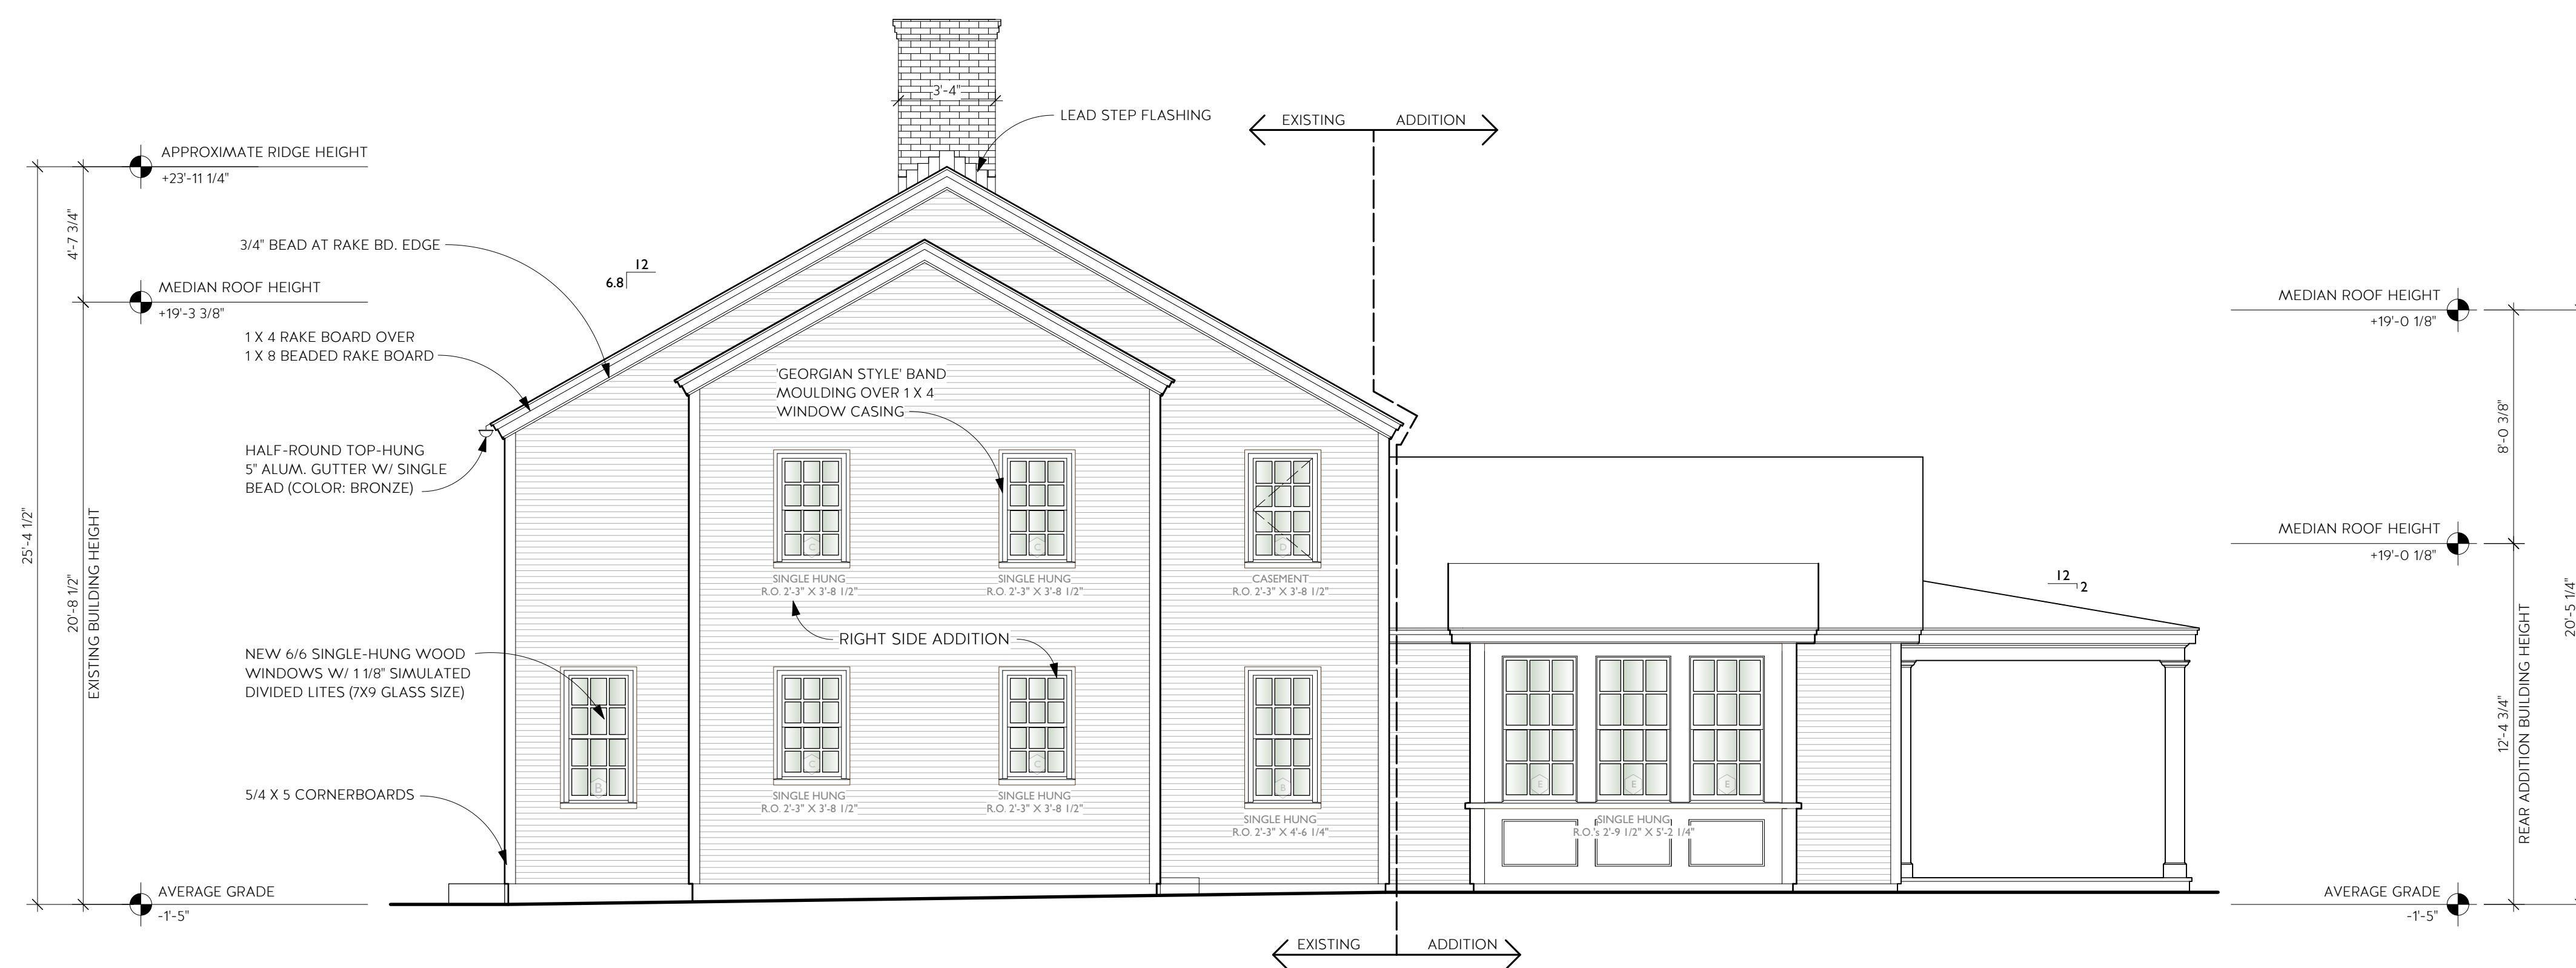 3'-4"
LEAD STEP FLASHING
EXISTING
ADDITION
APPROXIMATE RIDGE HEIGHT
+23'-11 1/4"
4'-7 3/4"
3/4" BEAD AT RAKE BD. EDGE
12
6.8
MEDIAN ROOF HEIGHT
+19'-3 3/8"
1 X 4 RAKE BOARD OVER
1 X 8 BEADED RAKE BOARD
'GEORGIAN STYLE' BAND
MOULDING OVER 1 X 4
WINDOW CASING
HALF-ROUND TOP-HUNG
5" ALUM. GUTTER W/ SINGLE
BEAD (COLOR: BRONZE)
25'-4 1/2"
20'-8 1/2"
EXISTING BUILDING HEIGHT
C
C
D
SINGLE HUNG
R.O. 2'-3" X 3'-8 1/2"
SINGLE HUNG
R.O. 2'-3" X 3'-8 1/2"
CASEMENT
R.O. 2'-3" X 3'-8 1/2"
RIGHT SIDE ADDITION
NEW 6/6 SINGLE-HUNG WOOD
WINDOWS W/ 1 1/8" SIMULATED
DIVIDED LITES (7X9 GLASS SIZE)
B
C
C
B
E
E
E
SINGLE HUNG
R.O. 2'-3" X 3'-8 1/2"
SINGLE HUNG
R.O. 2'-3" X 3'-8 1/2"
SINGLE HUNG
R.O. 2'-3" X 4'-6 1/4"
SINGLE HUNG
R.O.'s 2'-9 1/2" X 5'-2 1/4"
5/4 X 5 CORNERBOARDS
AVERAGE GRADE
-1'-5"
EXISTING
ADDITION
12
2
MEDIAN ROOF HEIGHT
+19'-0 1/8"
8'-0 3/8"
MEDIAN ROOF HEIGHT
+19'-0 1/8"
12'-4 3/4"
REAR ADDITION BUILDING HEIGHT
20'-5 1/4"
AVERAGE GRADE
-1'-5"